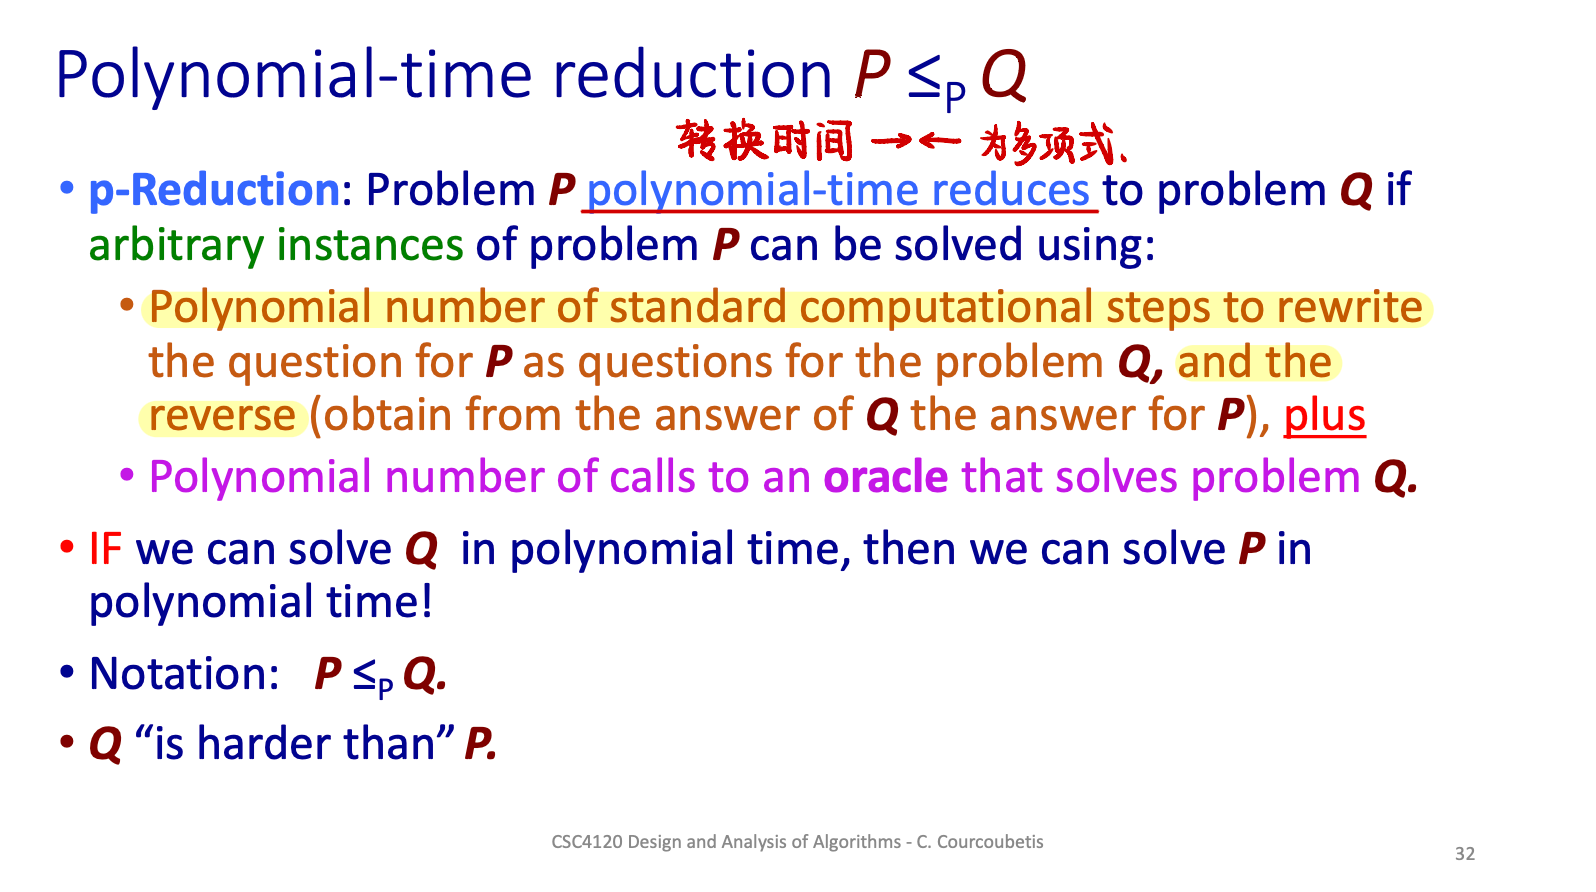 Polynomial-time reduction P ≤P Q
转换时间 →← 为多项式.
• p-Reduction: Problem P polynomial-time reduces to problem Q if
arbitrary instances of problem P can be solved using:
• Polynomial number of standard computational steps to rewrite
the question for P as questions for the problem Q, and the
reverse (obtain from the answer of Q the answer for P), plus
• Polynomial number of calls to an oracle that solves problem Q.
• IF we can solve Q in polynomial time, then we can solve P in
polynomial time!
• Notation: P ≤P Q.
• Q “is harder than” P.
CSC4120 Design and Analysis of Algorithms - C. Courcoubetis
32